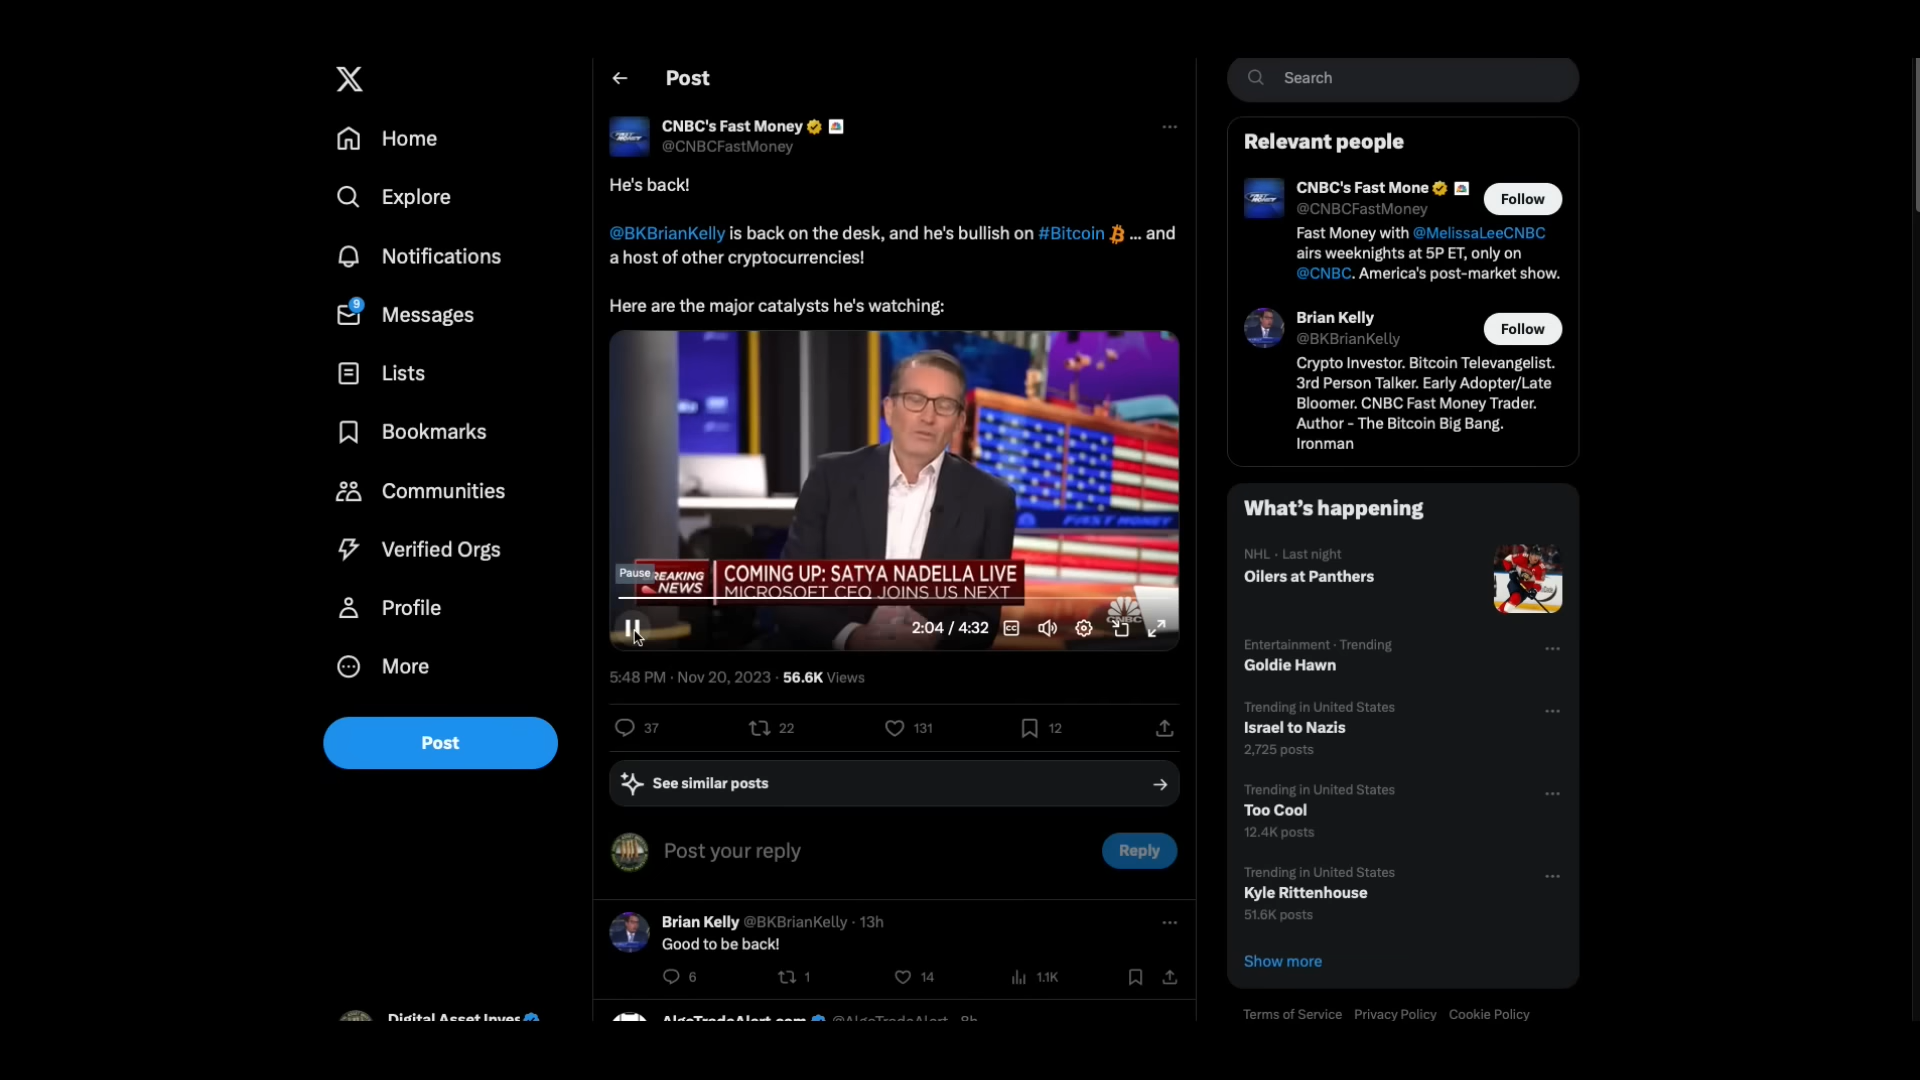 Home
Explore
Notifications
9
Messages
Lists
Bookmarks
Communities
Verified Orgs
Profile
More
Post
Digital Asset Inves
Post
CNBC's Fast Money
@CNBCFastMoney
He's back!
@BKBrianKelly is back on the desk, and he's bullish on #Bitcoin ... and
a host of other cryptocurrencies!
Here are the major catalysts he's watching:
FAST MONEY
Pause
BREAKING
NEWS
COMING UP: SATYA NADELLA LIVE
MICROSOFT CEO JOINS US NEXT
CNBC
2:04 / 4:32
CC
5:48 PM · Nov 20, 2023 · 56.6K Views
37
22
131
12
See similar posts
Post your reply
Reply
Brian Kelly @BKBrianKelly · 13h
Good to be back!
6
1
14
1.1K
AlgoTradeAlert.com @AlgoTradeAlert · 8h
Search
Relevant people
CNBC's Fast Mone
@CNBCFastMoney
Follow
Fast Money with @MelissaLeeCNBC
airs weeknights at 5P ET, only on
@CNBC. America's post-market show.
Brian Kelly
@BKBrianKelly
Follow
Crypto Investor. Bitcoin Televangelist.
3rd Person Talker. Early Adopter/Late
Bloomer. CNBC Fast Money Trader.
Author - The Bitcoin Big Bang.
Ironman
What's happening
NHL · Last night
Oilers at Panthers
Entertainment · Trending
Goldie Hawn
Trending in United States
Israel to Nazis
2,725 posts
Trending in United States
Too Cool
12.4K posts
Trending in United States
Kyle Rittenhouse
51.6K posts
Show more
Terms of Service Privacy Policy Cookie Policy